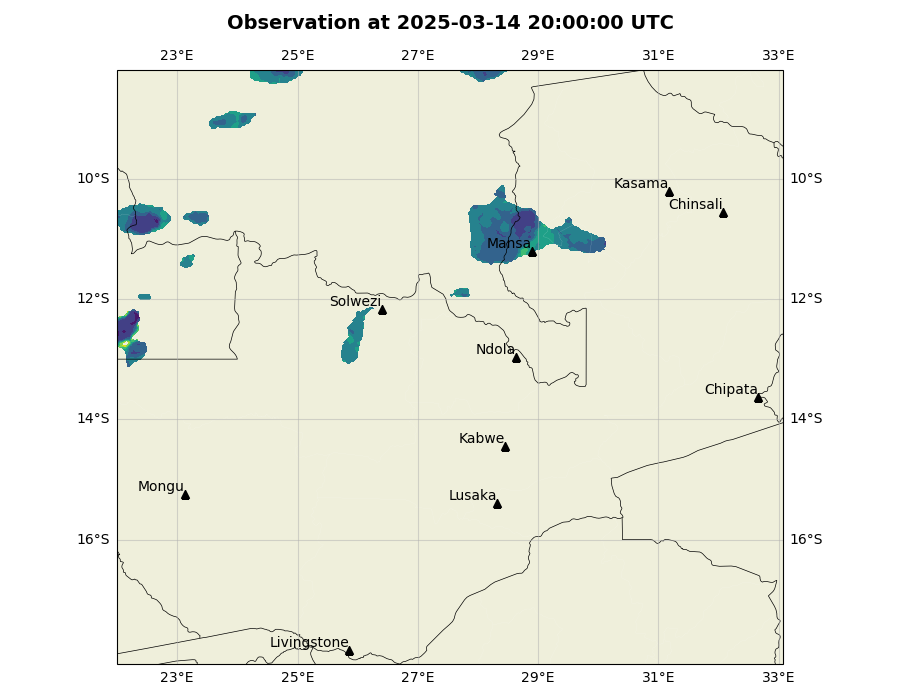 Observation at 2025-03-14 20:00:00 UTC
23°E 25°E 27°E 29°E 31°E 33°E
10°S 10°S
Kasama
Chinsali
Mansa
12°S 12°S
Solwezi
Ndola
Chipata
14°S 14°S
Kabwe
Mongu
Lusaka
16°S 16°S
Livingstone
23°E 25°E 27°E 29°E 31°E 33°E